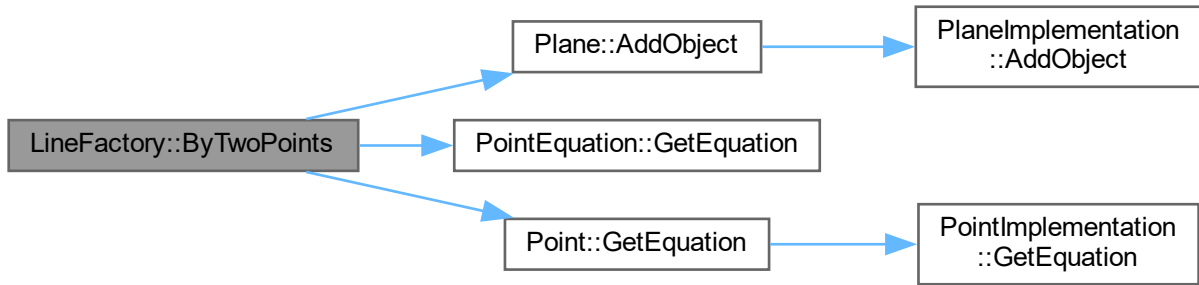 LineFactory::ByTwoPoints
Plane::AddObject
PlaneImplementation
::AddObject
PointEquation::GetEquation
Point::GetEquation
PointImplementation
::GetEquation